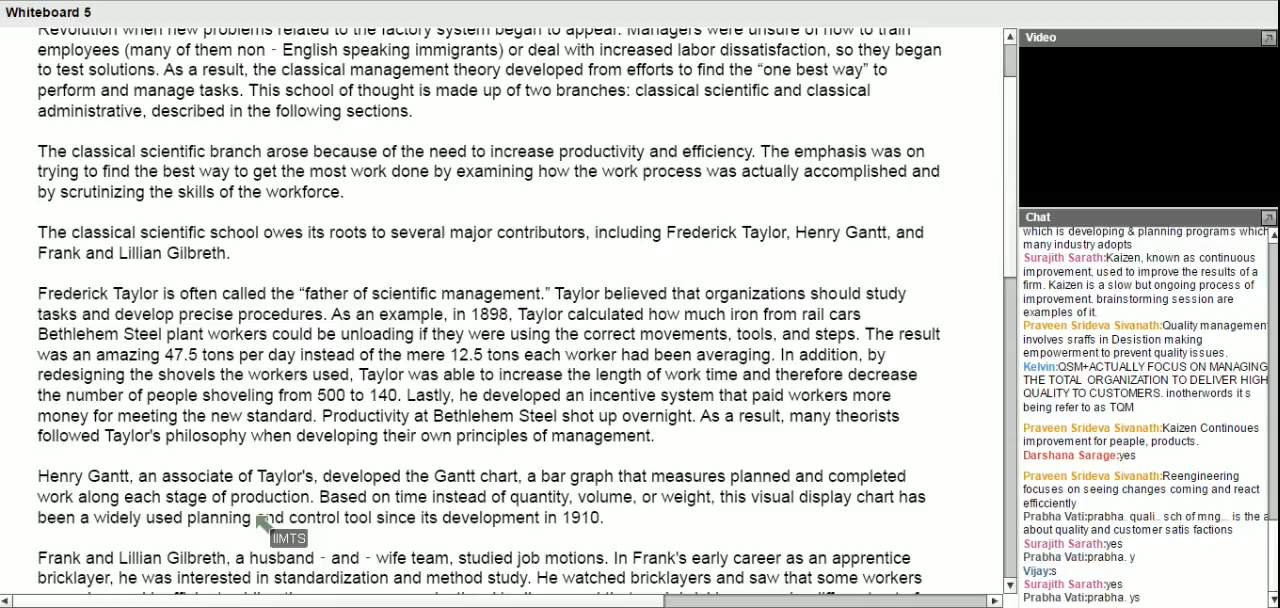 Whiteboard 5
Revolution when new problems related to the factory system began to appear. Managers were unsure of how to train
employees (many of them non - English speaking immigrants) or deal with increased labor dissatisfaction, so they began
to test solutions. As a result, the classical management theory developed from efforts to find the “one best way” to
perform and manage tasks. This school of thought is made up of two branches: classical scientific and classical
administrative, described in the following sections.
The classical scientific branch arose because of the need to increase productivity and efficiency. The emphasis was on
trying to find the best way to get the most work done by examining how the work process was actually accomplished and
by scrutinizing the skills of the workforce.
The classical scientific school owes its roots to several major contributors, including Frederick Taylor, Henry Gantt, and
Frank and Lillian Gilbreth.
Frederick Taylor is often called the “father of scientific management.” Taylor believed that organizations should study
tasks and develop precise procedures. As an example, in 1898, Taylor calculated how much iron from rail cars
Bethlehem Steel plant workers could be unloading if they were using the correct movements, tools, and steps. The result
was an amazing 47.5 tons per day instead of the mere 12.5 tons each worker had been averaging. In addition, by
redesigning the shovels the workers used, Taylor was able to increase the length of work time and therefore decrease
the number of people shoveling from 500 to 140. Lastly, he developed an incentive system that paid workers more
money for meeting the new standard. Productivity at Bethlehem Steel shot up overnight. As a result, many theorists
followed Taylor's philosophy when developing their own principles of management.
Henry Gantt, an associate of Taylor's, developed the Gantt chart, a bar graph that measures planned and completed
work along each stage of production. Based on time instead of quantity, volume, or weight, this visual display chart has
been a widely used planning and control tool since its development in 1910.
IIMTS
Frank and Lillian Gilbreth, a husband - and - wife team, studied job motions. In Frank's early career as an apprentice
bricklayer, he was interested in standardization and method study. He watched bricklayers and saw that some workers
Video
Chat
which is developing & planning programs which
many industry adopts
Surajith Sarath:Kaizen, known as continuous
improvement, used to improve the results of a
firm. Kaizen is a slow but ongoing process of
improvement. brainstorming session are
examples of it.
Praveen Srideva Sivanath:Quality management
involves sraffs in Desistion making
empowerment to prevent quality issues.
Kelvin:QSM+ACTUALLY FOCUS ON MANAGING
THE TOTAL ORGANIZATION TO DELIVER HIGH
QUALITY TO CUSTOMERS. inotherwords it s
being refer to as TQM
Praveen Srideva Sivanath:Kaizen Continoues
improvement for peaple, products.
Darshana Sarage:yes
Praveen Srideva Sivanath:Reengineering
focuses on seeing changes coming and react
efficciently
Prabha Vati:prabha. quali.. sch of mng... is the a
about quality and customer satis factions
Surajith Sarath:yes
Prabha Vati:prabha. y
Vijay:s
Surajith Sarath:yes
Prabha Vati:prabha. ys